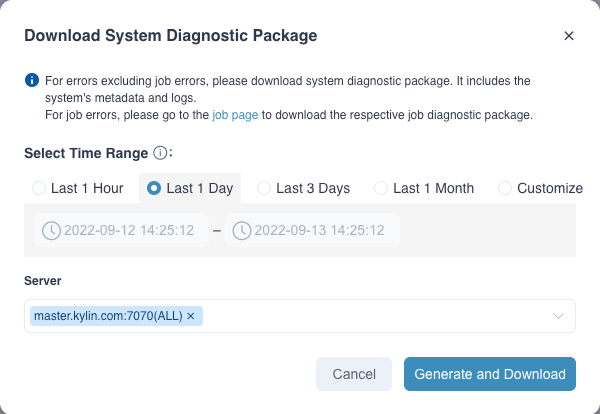 Download System Diagnostic Package
For errors excluding job errors, please download system diagnostic package. It includes the
system's metadata and logs.
For job errors, please go to the job page to download the respective job diagnostic package.
Select Time Range :
Last 1 Hour Last 1 Day Last 3 Days Last 1 Month Customize
2022-09-12 14:25:12 – 2022-09-13 14:25:12
Server
master.kylin.com:7070(ALL) ×
Cancel Generate and Download